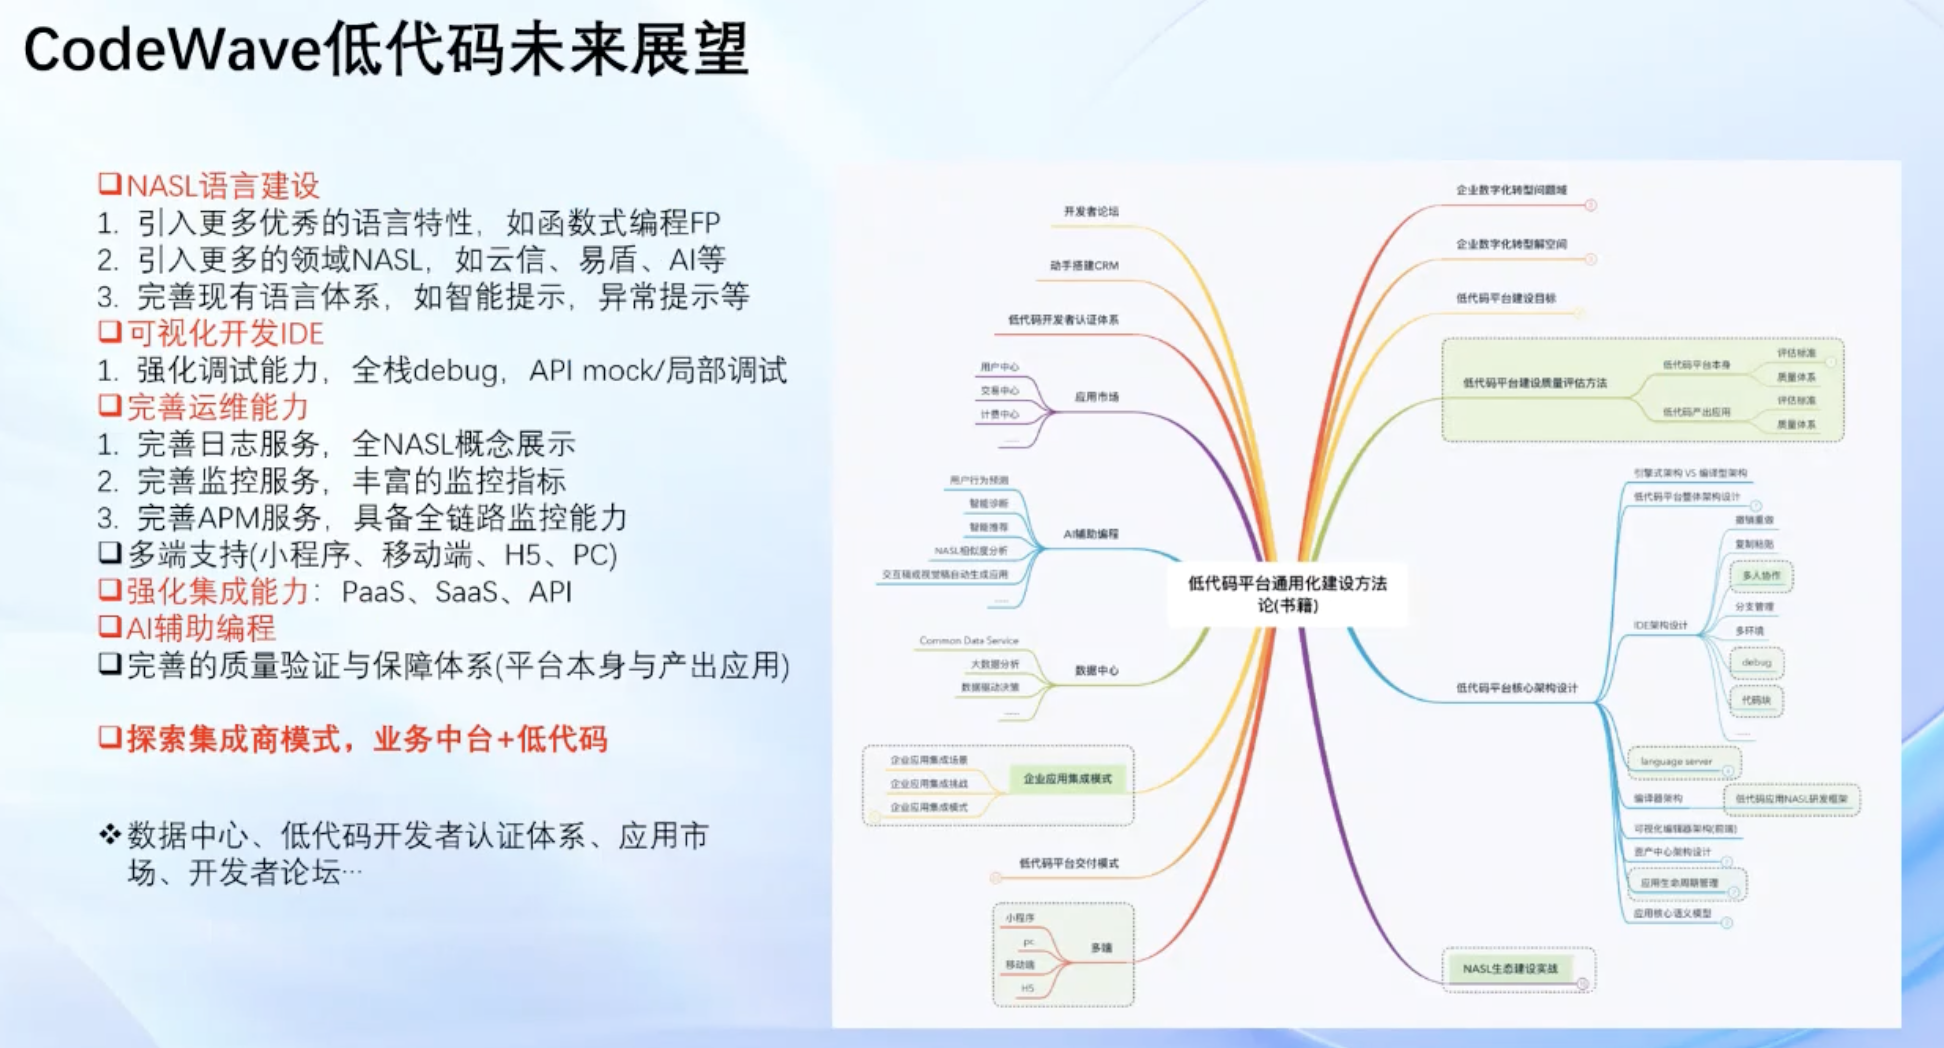 CodeWave低代码未来展望
❑NASL语言建设
1. 引入更多优秀的语言特性，如函数式编程FP
2. 引入更多的领域NASL，如云信、易盾、AI等
3. 完善现有语言体系，如智能提示，异常提示等
❑可视化开发IDE
1. 强化调试能力，全栈debug，API mock/局部调试
❑完善运维能力
1. 完善日志服务，全NASL概念展示
2. 完善监控服务，丰富的监控指标
3. 完善APM服务，具备全链路监控能力
❑多端支持(小程序、移动端、H5、PC)
❑强化集成能力：PaaS、SaaS、API
❑AI辅助编程
❑完善的质量验证与保障体系(平台本身与产出应用)
❑探索集成商模式，业务中台+低代码
❖数据中心、低代码开发者认证体系、应用市
场、开发者论坛…
低代码平台通用化建设方法
论(书籍)
开发者论坛
动手搭建CRM
低代码开发者认证体系
应用市场
用户中心
交易中心
计费中心
......
AI辅助编程
用户行为预测
智能诊断
智能推荐
NASL相似度分析
交互稿或视觉稿自动生成应用
......
数据中心
Common Data Service
大数据分析
数据驱动决策
......
企业应用集成模式
企业应用集成场景
企业应用集成挑战
企业应用集成模式
低代码平台交付模式
多端
小程序
pc
移动端
H5
企业数字化转型问题域
企业数字化转型解空间
低代码平台建设目标
低代码平台建设质量评估方法
低代码平台本身
评估标准
质量体系
低代码产出应用
评估标准
质量体系
低代码平台核心架构设计
引擎式架构 VS 编译型架构
低代码平台整体架构设计
IDE架构设计
撤销重做
复制粘贴
多人协作
分支管理
多环境
debug
代码块
......
language server
编译器架构
低代码应用NASL研发框架
可视化编辑器架构(前端)
资产中心架构设计
应用生命周期管理
应用核心语义模型
NASL生态建设实战